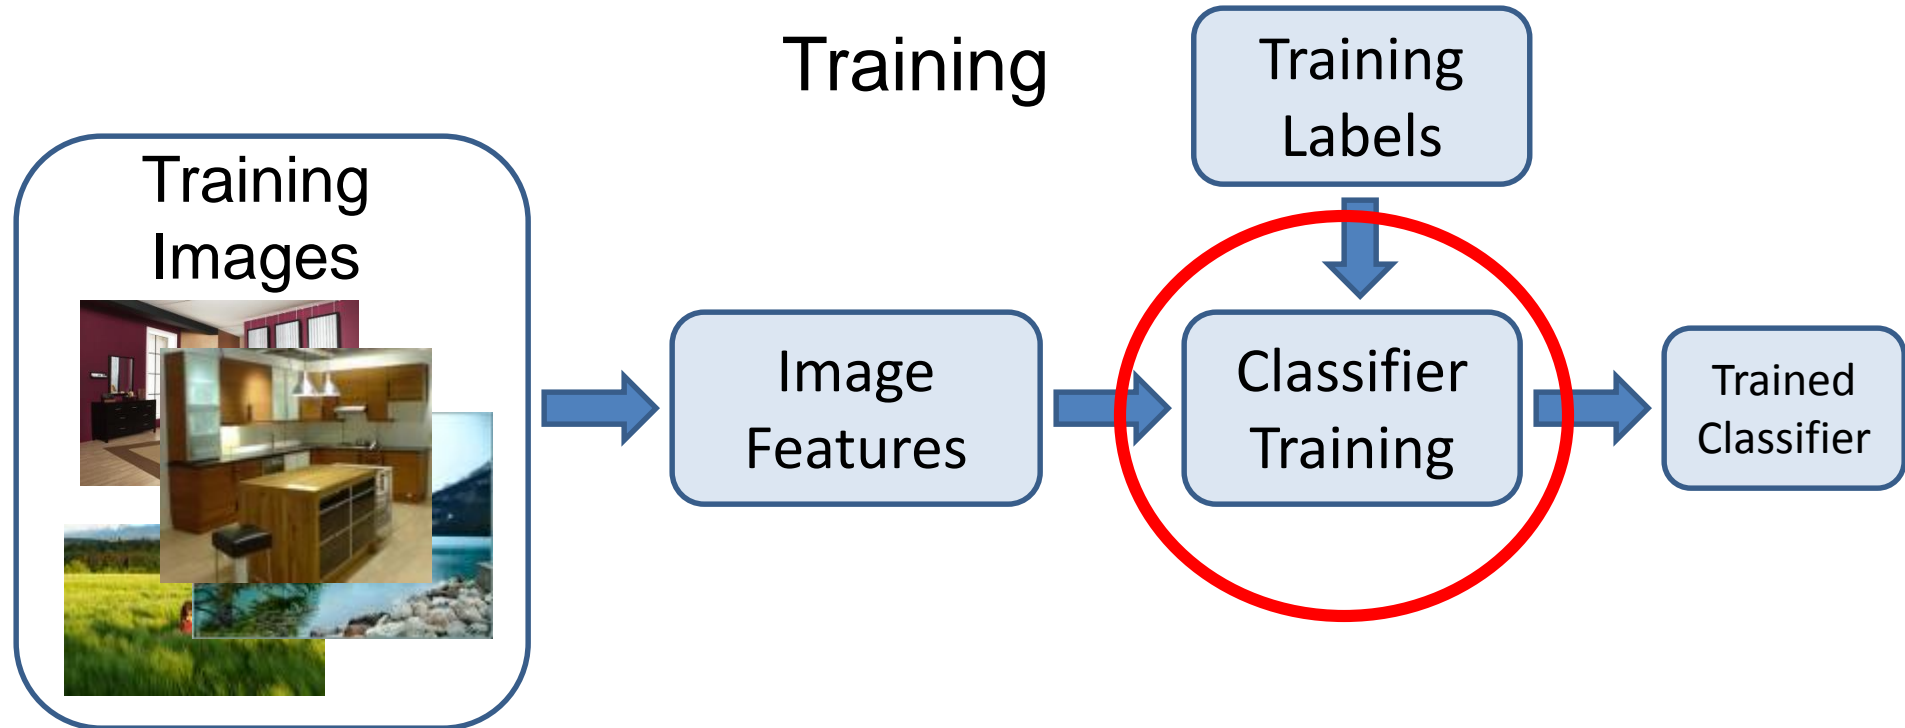 Training
Training
Labels
Training
Images
Image
Features
Classifier
Training
Trained
Classifier